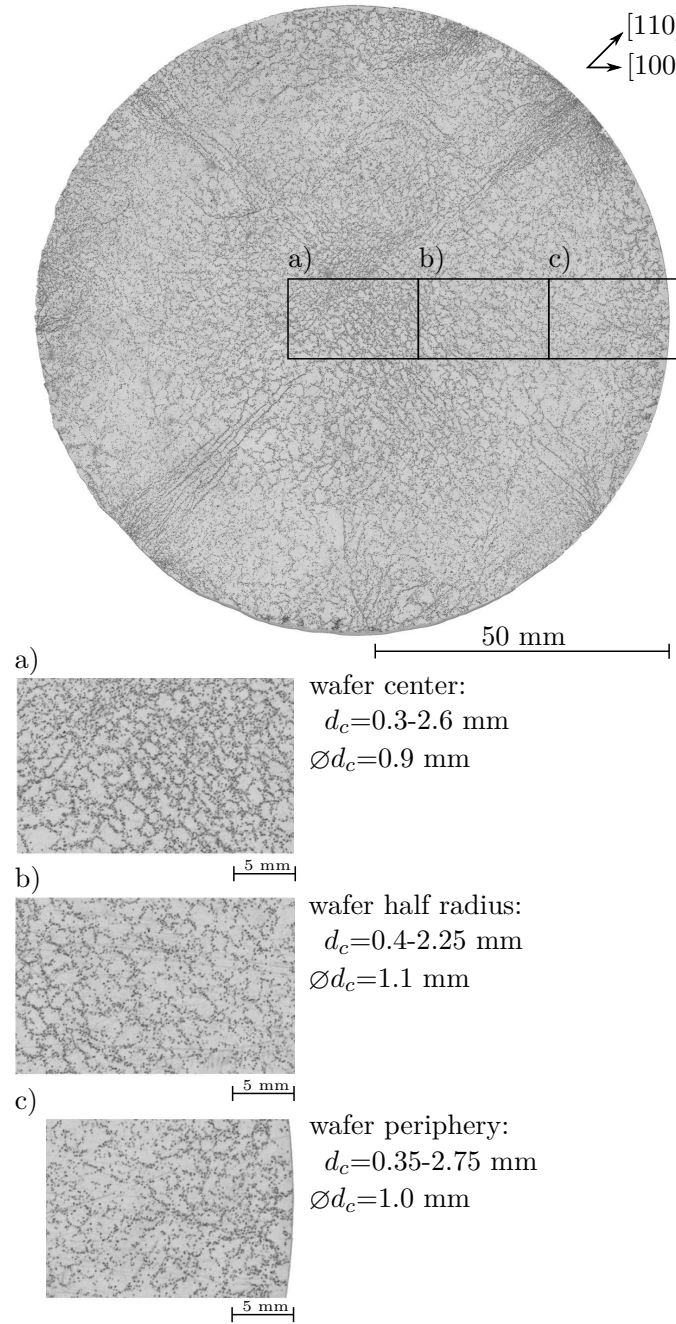 [110]
[100]
a) b) c)
50 mm
a)
wafer center:
d_c=0.3-2.6 mm
∅d_c=0.9 mm
5 mm
b)
wafer half radius:
d_c=0.4-2.25 mm
∅d_c=1.1 mm
5 mm
c)
wafer periphery:
d_c=0.35-2.75 mm
∅d_c=1.0 mm
5 mm